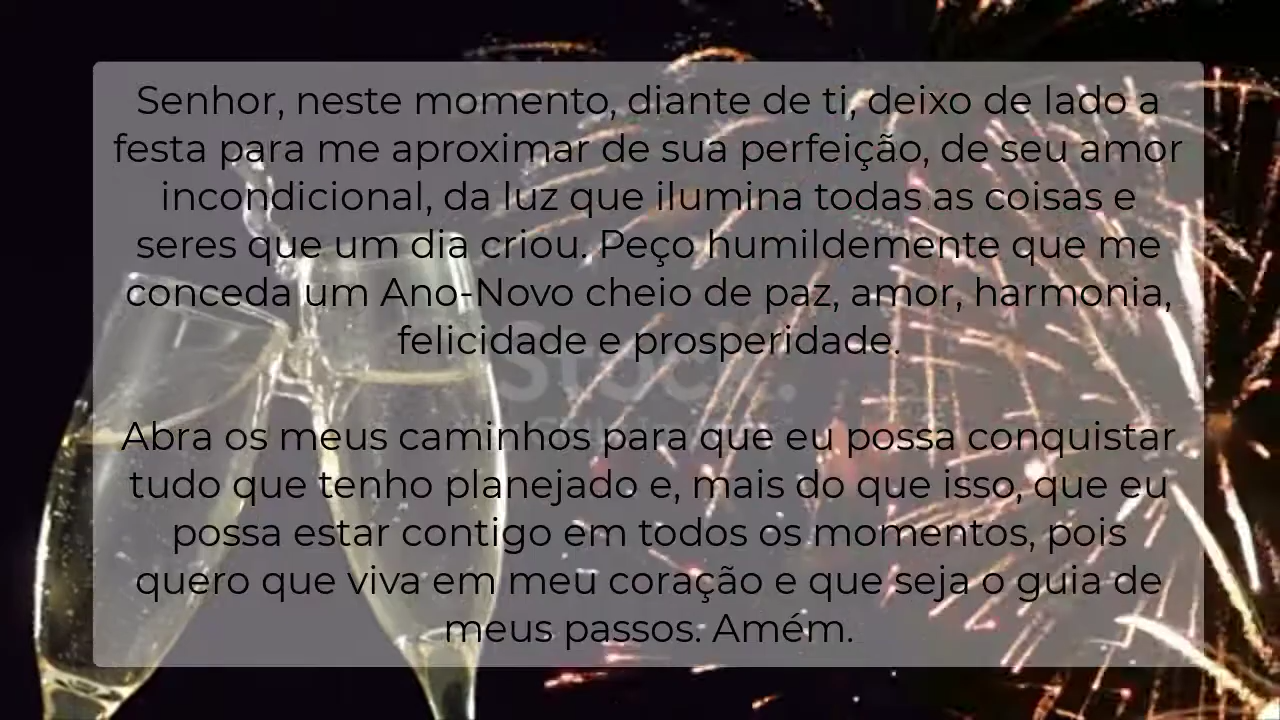 Senhor, neste momento, diante de ti, deixo de lado a
festa para me aproximar de sua perfeição, de seu amor
incondicional, da luz que ilumina todas as coisas e
seres que um dia criou. Peço humildemente que me
conceda um Ano-Novo cheio de paz, amor, harmonia,
felicidade e prosperidade.
Abra os meus caminhos para que eu possa conquistar
tudo que tenho planejado e, mais do que isso, que eu
possa estar contigo em todos os momentos, pois
quero que viva em meu coração e que seja o guia de
meus passos. Amém.